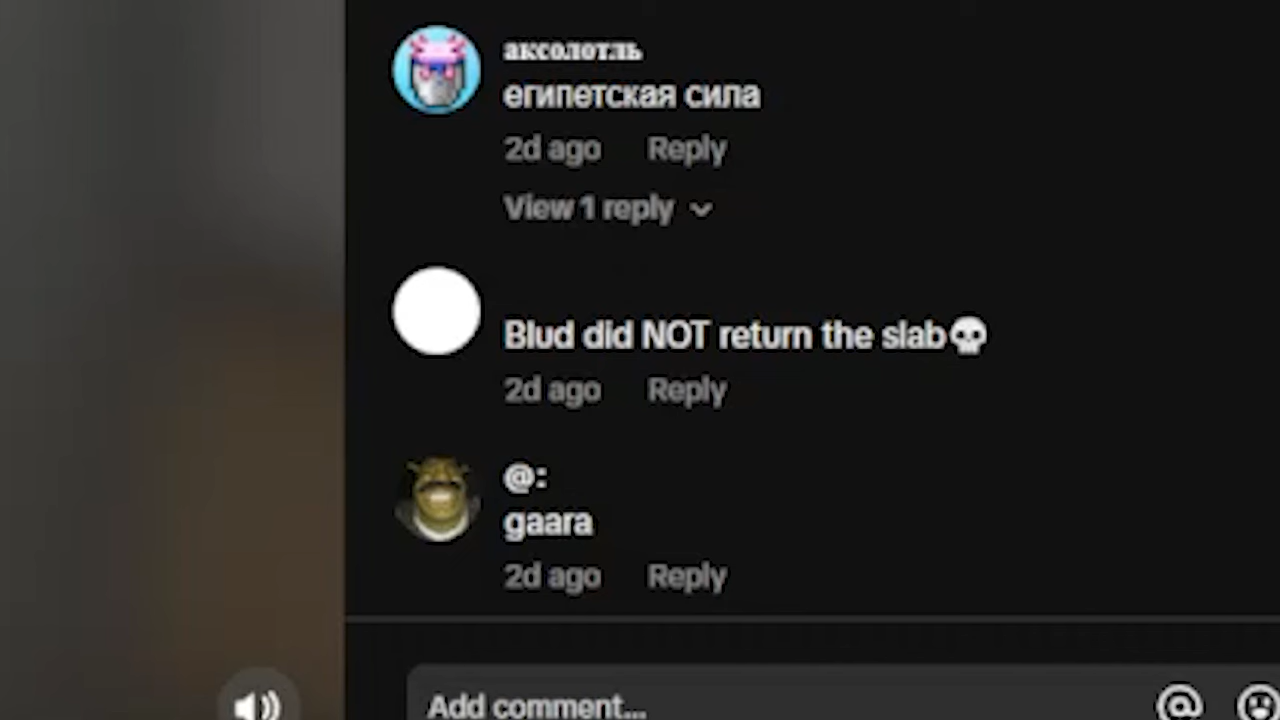 аксолотль
египетская сила
2d ago Reply
View 1 reply
Blud did NOT return the slab💀
2d ago Reply
@:
gaara
2d ago Reply
Add comment...